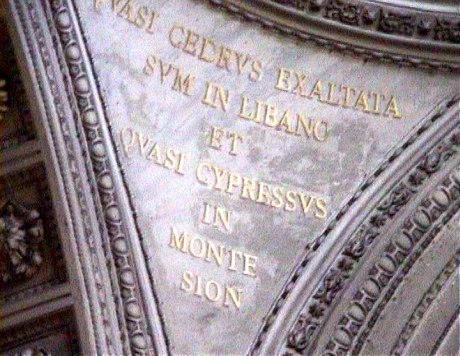 QVASI CEDRVS EXALTATA
SVM IN LIBANO
ET
QVASI CYPRESSVS
IN
MONTE
SION